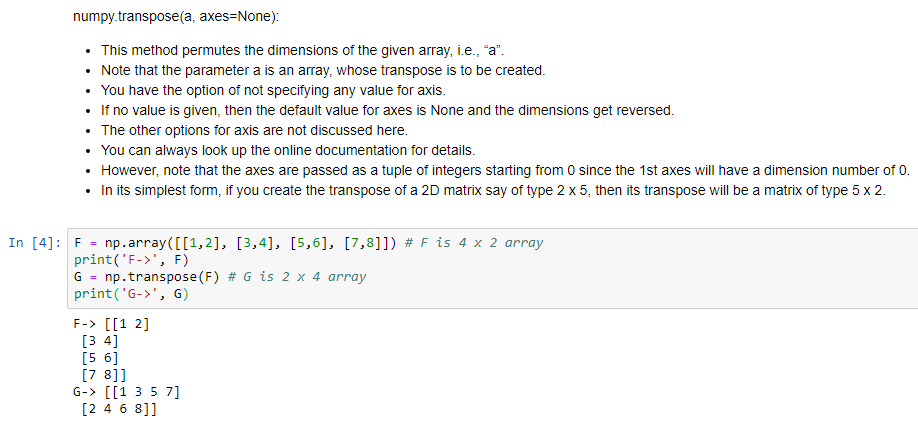 numpy.transpose(a, axes=None):
• This method permutes the dimensions of the given array, i.e., “a”.
• Note that the parameter a is an array, whose transpose is to be created.
• You have the option of not specifying any value for axis.
• If no value is given, then the default value for axes is None and the dimensions get reversed.
• The other options for axis are not discussed here.
• You can always look up the online documentation for details.
• However, note that the axes are passed as a tuple of integers starting from 0 since the 1st axes will have a dimension number of 0.
• In its simplest form, if you create the transpose of a 2D matrix say of type 2 x 5, then its transpose will be a matrix of type 5 x 2.
In [4]: F = np.array([[1,2], [3,4], [5,6], [7,8]]) # F is 4 x 2 array
print('F->', F)
G = np.transpose(F) # G is 2 x 4 array
print('G->', G)
F-> [[1 2]
[3 4]
[5 6]
[7 8]]
G-> [[1 3 5 7]
[2 4 6 8]]